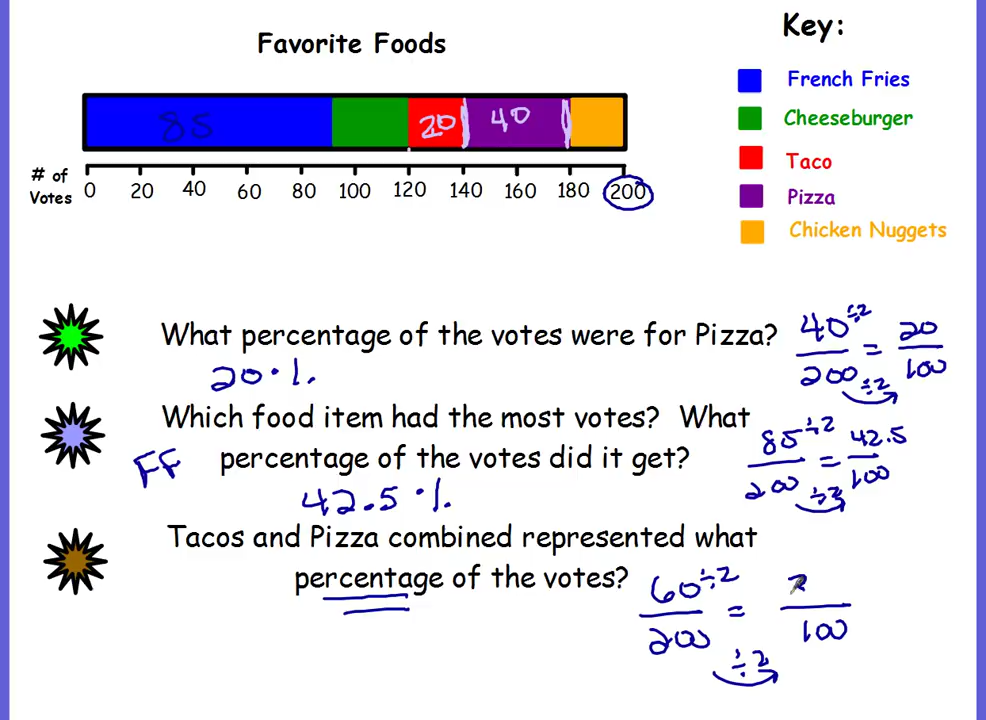 Favorite Foods
Key:
French Fries
Cheeseburger
Taco
Pizza
Chicken Nuggets
85
20
40
# of Votes
0 20 40 60 80 100 120 140 160 180 200
What percentage of the votes were for Pizza?
40÷2 / 200÷2 = 20 / 100
20%
Which food item had the most votes? What
percentage of the votes did it get?
FF
85÷2 / 200÷2 = 42.5 / 100
42.5%
Tacos and Pizza combined represented what
percentage of the votes?
60÷2 / 200÷2 = / 100